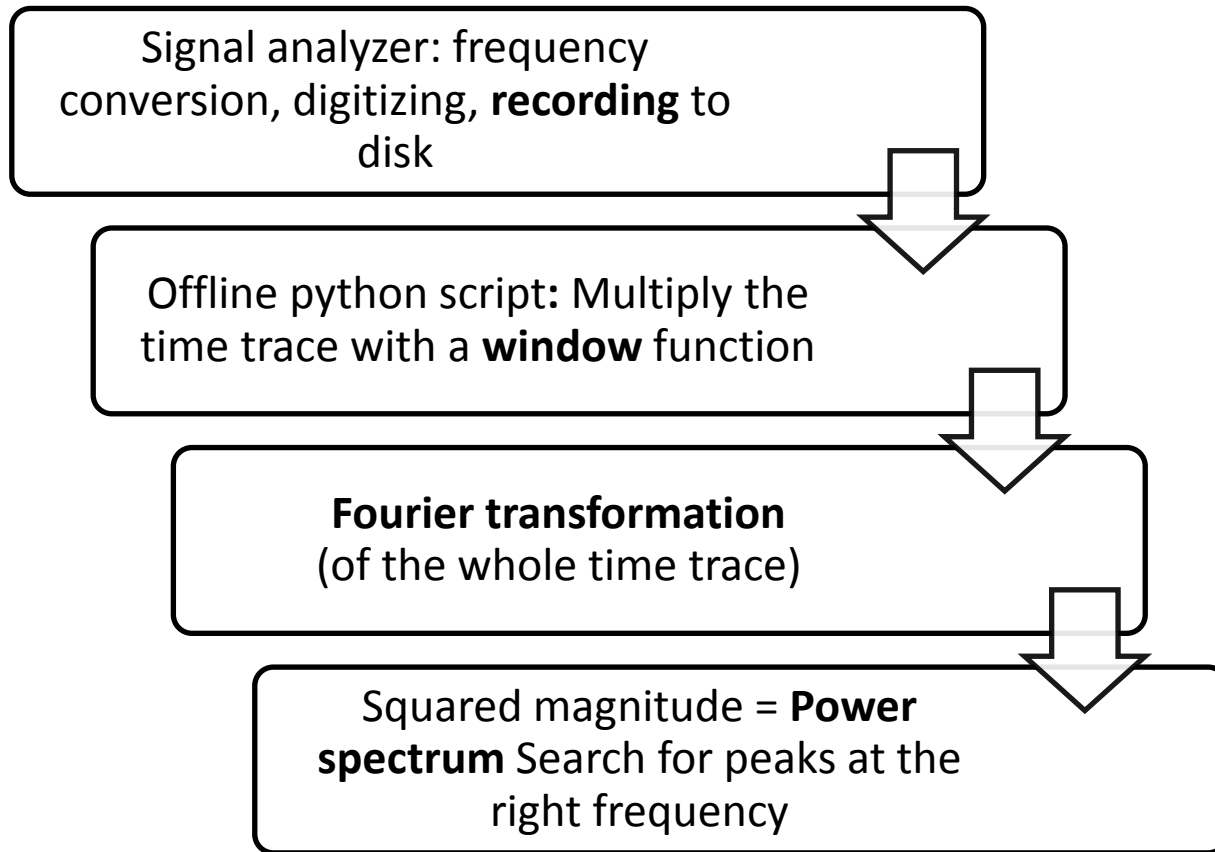 Signal analyzer: frequency
conversion, digitizing, recording to
disk
Offline python script: Multiply the
time trace with a window function
Fourier transformation
(of the whole time trace)
Squared magnitude = Power
spectrum Search for peaks at the
right frequency